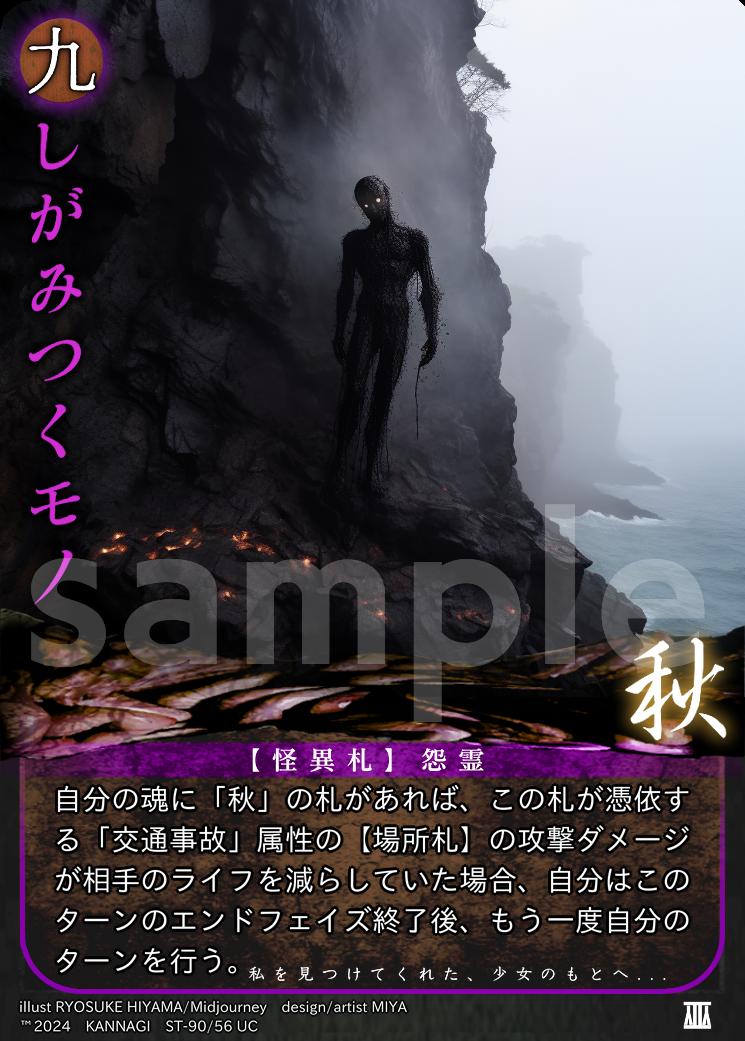 九
しがみつくモノ
sample
秋
【怪異札】怨霊
自分の魂に「秋」の札があれば、この札が憑依す
る「交通事故」属性の【場所札】の攻撃ダメージ
が相手のライフを減らしていた場合、自分はこの
ターンのエンドフェイズ終了後、もう一度自分の
ターンを行う。
私を見つけてくれた、少女のもとへ...
illust RYOSUKE HIYAMA/Midjourney design/artist MIYA
™2024 KANNAGI ST-90/56 UC